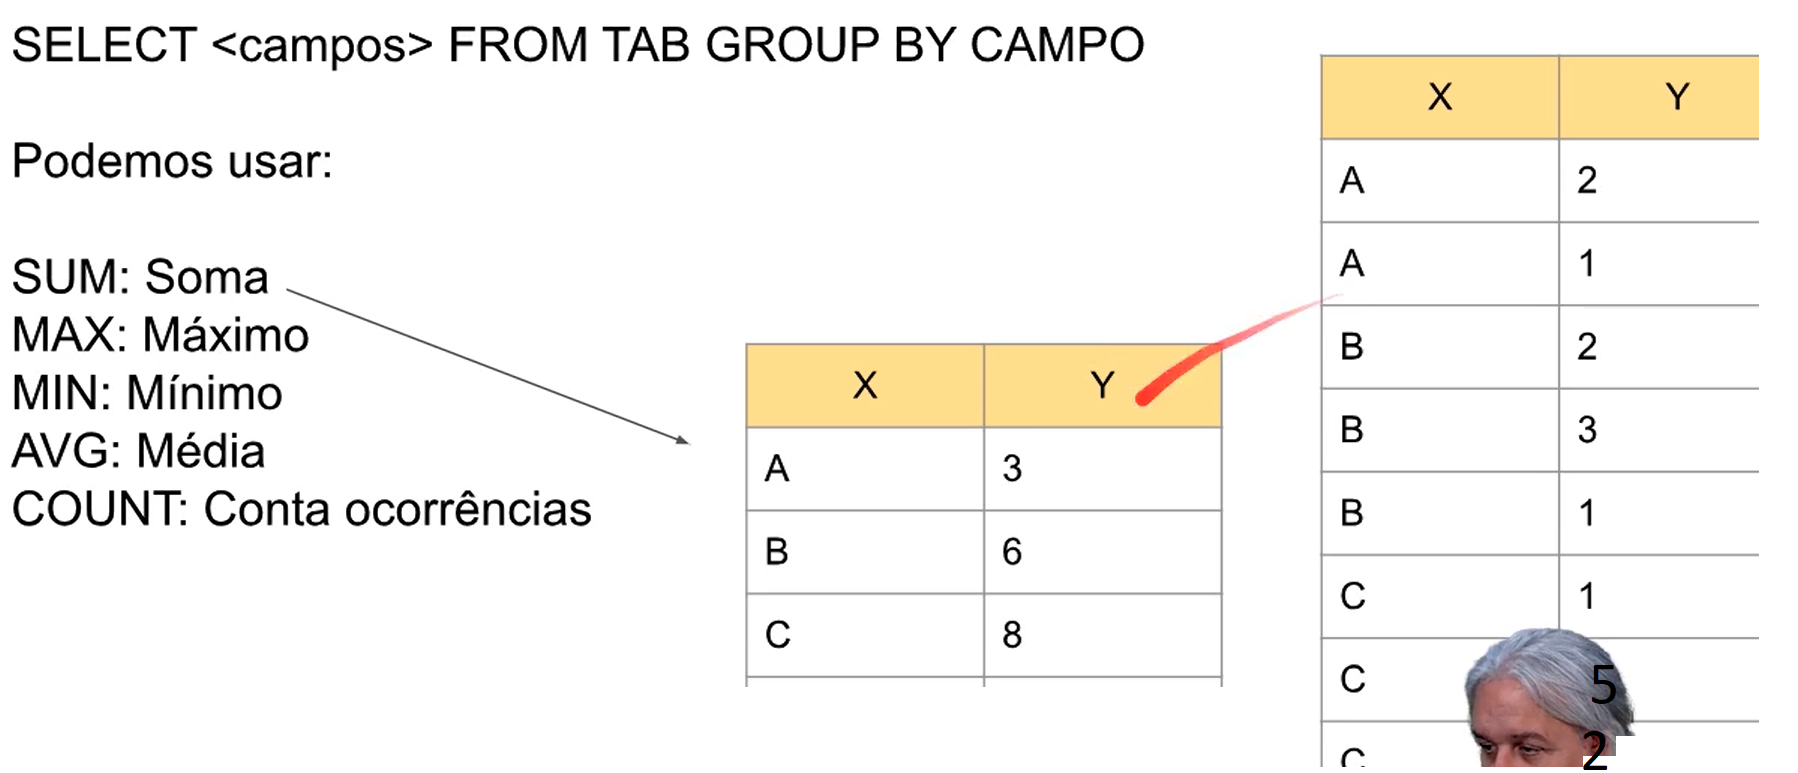 SELECT <campos> FROM TAB GROUP BY CAMPO
Podemos usar:
SUM: Soma
MAX: Máximo
MIN: Mínimo
AVG: Média
COUNT: Conta ocorrências
X Y
A 3
B 6
C 8
X Y
A 2
A 1
B 2
B 3
B 1
C 1
C 5
C 2